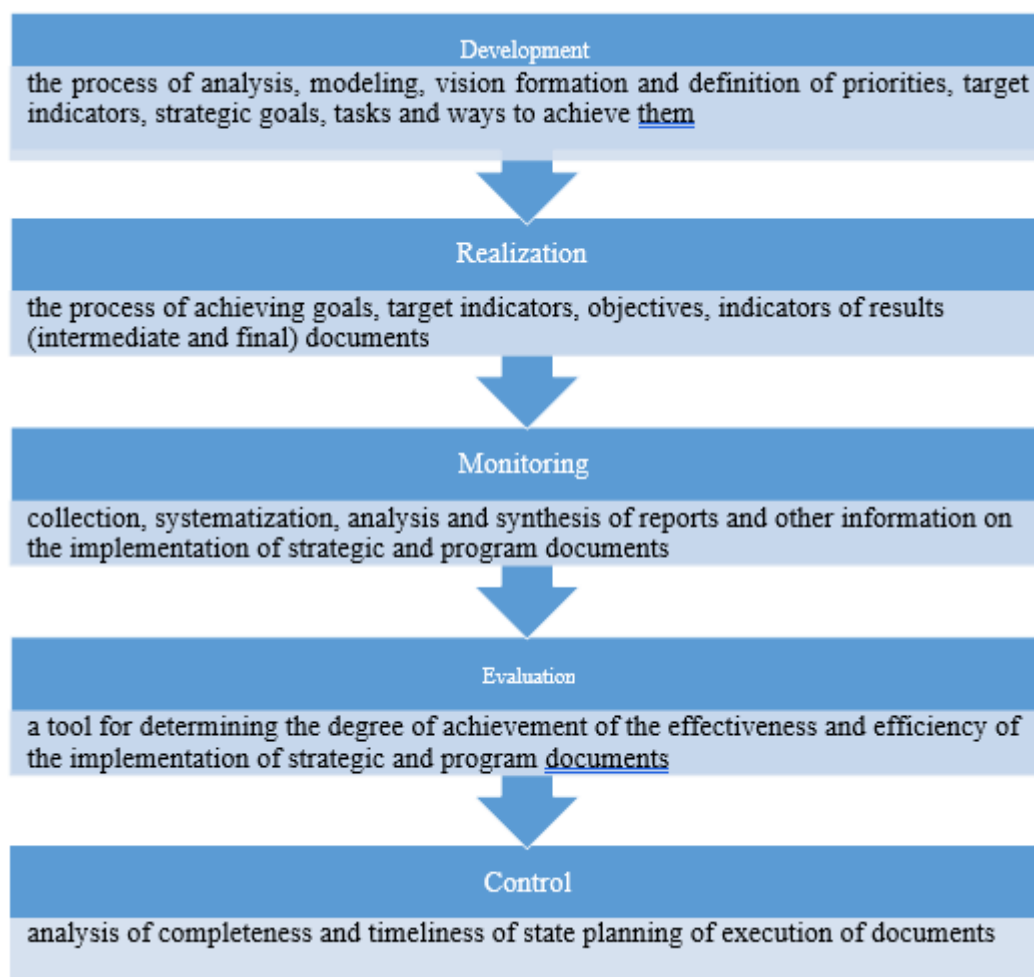 Development
the process of analysis, modeling, vision formation and definition of priorities, target
indicators, strategic goals, tasks and ways to achieve them
Realization
the process of achieving goals, target indicators, objectives, indicators of results
(intermediate and final) documents
Monitoring
collection, systematization, analysis and synthesis of reports and other information on
the implementation of strategic and program documents
Evaluation
a tool for determining the degree of achievement of the effectiveness and efficiency of
the implementation of strategic and program documents
Control
analysis of completeness and timeliness of state planning of execution of documents